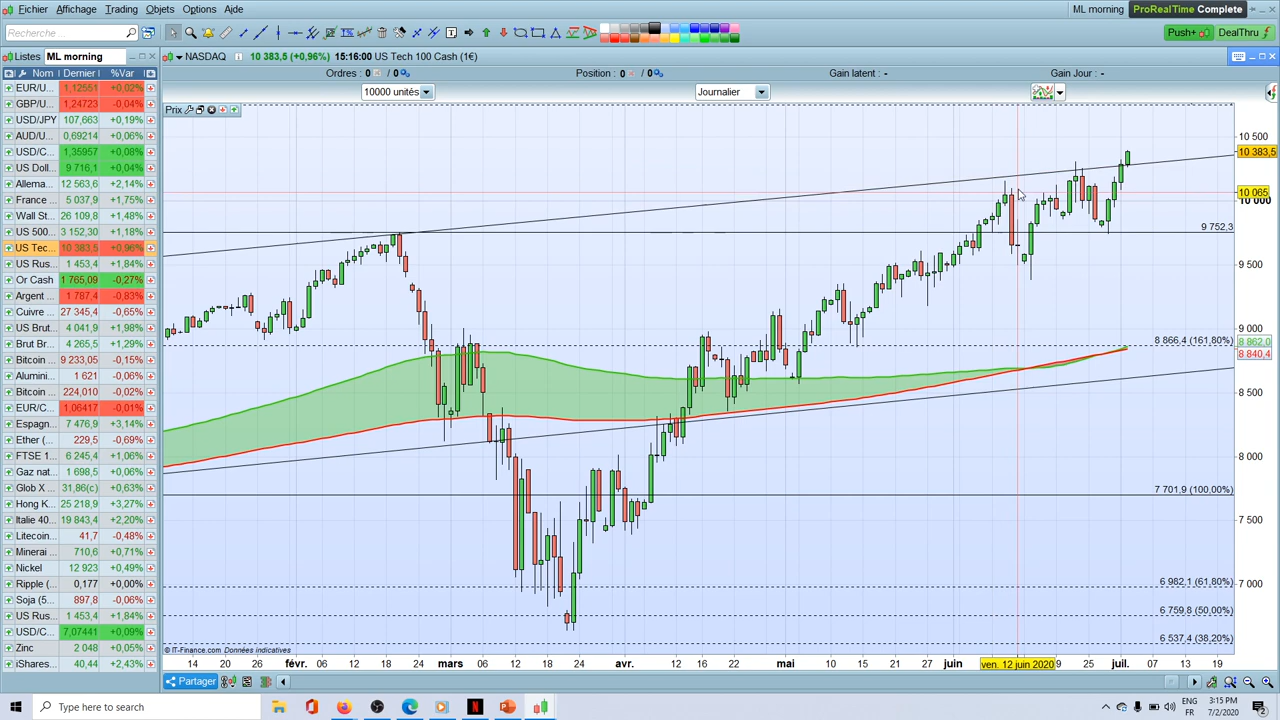 Fichier Affichage Trading Objets Options Aide ML morning ProRealTime Complete
Recherche... Push+ DealThru
Listes ML morning NASDAQ 10 383,5 (+0,96%) 15:16:00 US Tech 100 Cash (1€)
Nom Dernier %Var Ordres : 0 / 0 Position : 0 / 0 Gain latent : - Gain Jour : -
10000 unités Journalier
Prix
EUR/U... 1,12551 +0,02%
GBP/U... 1,24723 -0,04%
USD/JPY 107,663 +0,19%
AUD/U... 0,69214 +0,06%
USD/C... 1,35957 +0,08%
US Doll... 9 716,1 +0,04%
Allema... 12 563,6 +2,14%
France ... 5 037,9 +1,75%
Wall St... 26 109,8 +1,48%
US 500... 3 152,30 +1,18%
US Tec... 10 383,5 +0,96%
US Rus... 1 453,4 +1,84%
Or Cash 1 765,09 -0,27%
Argent ... 1 787,4 -0,83%
Cuivre ... 27 345,4 -0,65%
US Brut... 4 041,9 +1,98%
Brut Br... 4 265,5 +1,29%
Bitcoin ... 9 233,05 -0,15%
Alumini... 1 621 -0,06%
Bitcoin ... 224,010 -0,02%
EUR/C... 1,06417 -0,01%
Espagn... 7 476,9 +3,14%
Ether (... 229,5 -0,69%
FTSE 1... 6 245,4 +1,06%
Gaz nat... 1 698,5 +0,06%
Glob X ... 31,86(c) +0,63%
Hong K... 25 218,9 +3,27%
Italie 40... 19 843,4 +2,20%
Litecoin... 41,7 -0,48%
Minerai ... 710,6 +0,71%
Nickel 12 923 +0,49%
Ripple (... 0,177 +0,00%
Soja (5... 897,8 -0,06%
US Rus... 1 453,4 +1,84%
USD/C... 7,07441 +0,09%
Zinc 2 048 +0,05%
iShares... 40,44 +2,43%
10 500
10 383,5
10 065
10 000
9 752,3
9 500
9 000
8 866,4 (161,80%)
8 862,0
8 840,4
8 500
8 000
7 701,9 (100,00%)
7 500
7 000
6 982,1 (61,80%)
6 759,8 (50,00%)
6 537,4 (38,20%)
© IT-Finance.com Données indicatives
14 20 26 févr. 06 12 18 24 mars 06 12 18 24 avr. 12 16 22 mai 10 15 21 27 juin ven. 12 juin 2020 9 25 juil. 07 13 19
Partager
Type here to search
ENG
FR
3:15 PM
7/2/2020
2